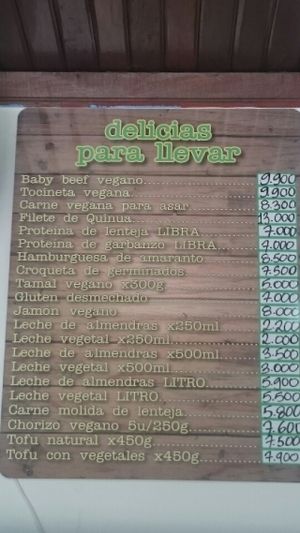 delicias
para llevar
Baby beef vegano 9.900
Tocineta vegana 9.900
Carne vegana para asar 8.300
Filete de Quinua 13.000
Proteina de lenteja LIBRA 7.000
Proteina de garbanzo LIBRA 7.000
Hamburguesa de amaranto 8.500
Croqueta de germinados 7.500
Tamal vegano x300g 5.000
Gluten desmechado 7.000
Jamon vegano 8.000
Leche de almendras x250ml 2.200
Leche vegetal x250ml 2.000
Leche de almendras x500ml 3.500
Leche vegetal x500ml 3.000
Leche de almendras LITRO 5.900
Leche vegetal LITRO 5.500
Carne molida de lenteja 5.800
Chorizo vegano 5u/250g 7.600
Tofu natural x450g 7.500
Tofu con vegetales x450g 7.900